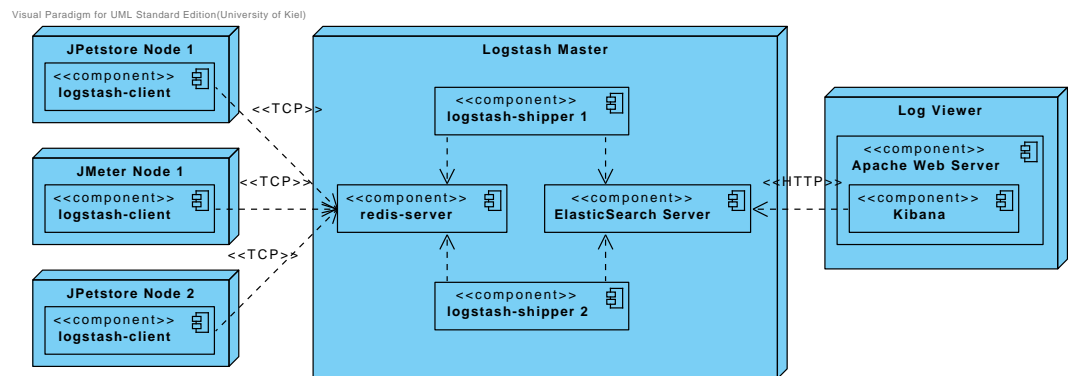 Visual Paradigm for UML Standard Edition(University of Kiel)
JPetstore Node 1
<<component>>
logstash-client
<<TCP>>
JMeter Node 1
<<component>>
logstash-client
<<TCP>>
JPetstore Node 2
<<component>>
logstash-client
<<TCP>>
Logstash Master
<<component>>
logstash-shipper 1
<<component>>
redis-server
<<component>>
ElasticSearch Server
<<component>>
logstash-shipper 2
<<HTTP>>
Log Viewer
<<component>>
Apache Web Server
<<component>>
Kibana